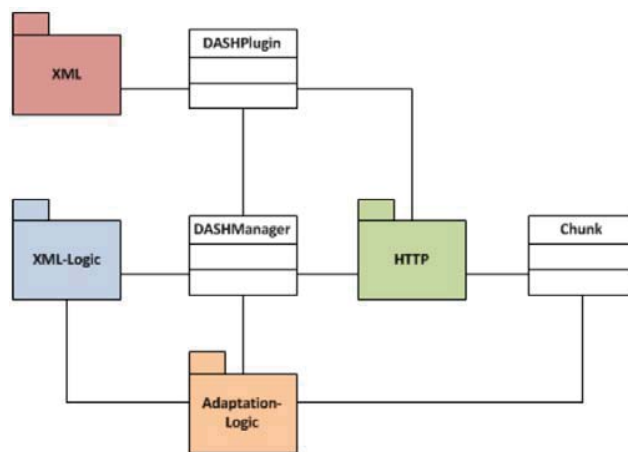 DASHPlugin
XML
DASHManager
Chunk
XML-Logic
HTTP
Adaptation-
Logic